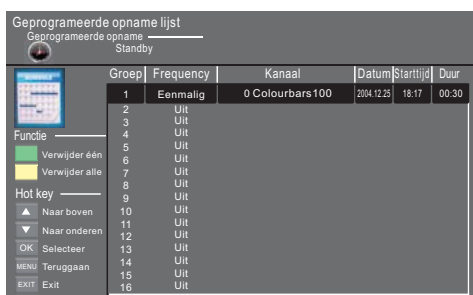 Geprogrameerde opname lijst
Geprogrameerde opname
Standby
SCHEDULE
Groep Frequency Kanaal Datum Starttijd Duur
1 Eenmalig 0 Colourbars100 2004.12.25 18:17 00:30
2 Uit
3 Uit
4 Uit
5 Uit
6 Uit
7 Uit
8 Uit
9 Uit
10 Uit
11 Uit
12 Uit
13 Uit
14 Uit
15 Uit
16 Uit
Functie
Verwijder één
Verwijder alle
Hot key
Naar boven
Naar onderen
OK Selecteer
MENU Teruggaan
EXIT Exit